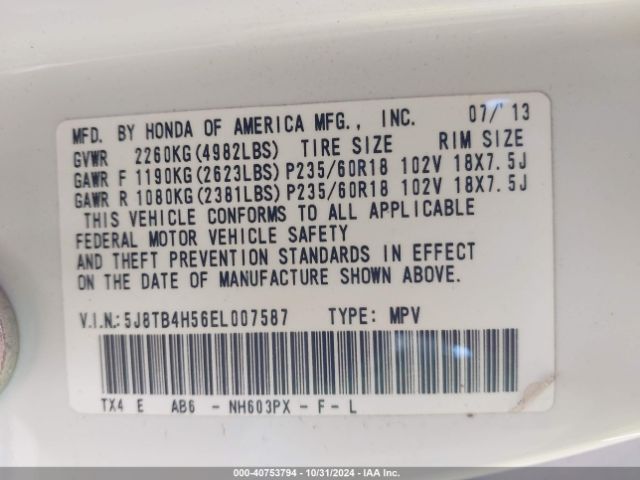 MFD. BY HONDA OF AMERICA MFG., INC. 07/'13
GVWR 2260KG(4982LBS) TIRE SIZE RIM SIZE
GAWR F 1190KG(2623LBS)P235/60R18 102V 18X7.5J
GAWR R 1080KG(2381LBS)P235/60R18 102V 18X7.5J
THIS VEHICLE CONFORMS TO ALL APPLICABLE
FEDERAL MOTOR VEHICLE SAFETY
AND THEFT PREVENTION STANDARDS IN EFFECT
ON THE DATE OF MANUFACTURE SHOWN ABOVE.
V.I.N.: 5J8TB4H56EL007587 TYPE: MPV
TX4 E AB6 - NH603PX - F - L
(Stock#) - 40753794 - 10/31/2024 - IAA Inc.